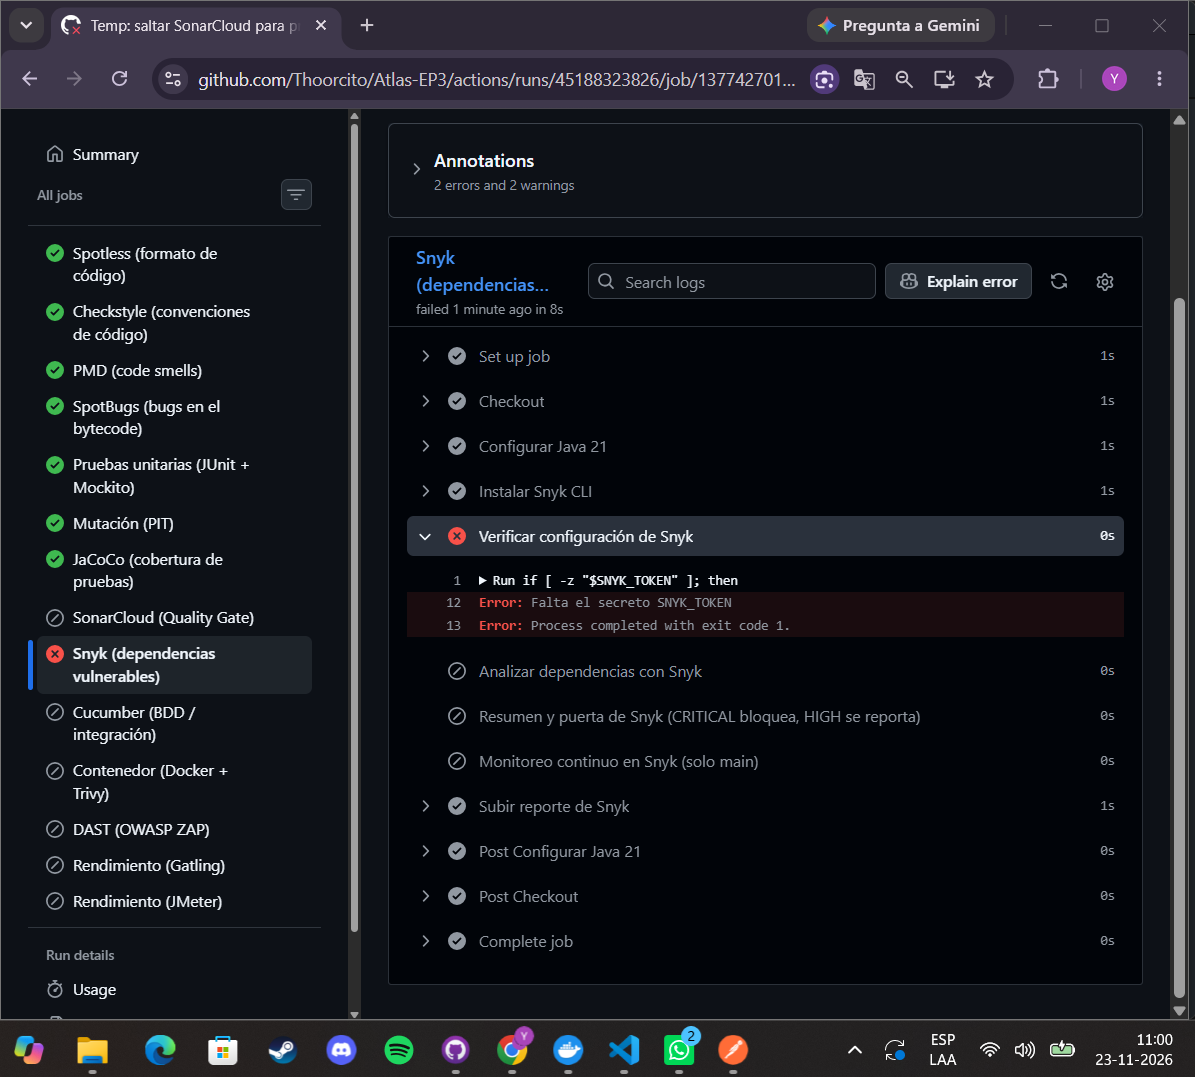 Temp: saltar SonarCloud para pr
Pregunta a Gemini
github.com/Thoorcito/Atlas-EP3/actions/runs/45188323826/job/137742701...
Y
Summary
All jobs
Spotless (formato de
código)
Checkstyle (convenciones
de código)
PMD (code smells)
SpotBugs (bugs en el
bytecode)
Pruebas unitarias (JUnit +
Mockito)
Mutación (PIT)
JaCoCo (cobertura de
pruebas)
SonarCloud (Quality Gate)
Snyk (dependencias
vulnerables)
Cucumber (BDD /
integración)
Contenedor (Docker +
Trivy)
DAST (OWASP ZAP)
Rendimiento (Gatling)
Rendimiento (JMeter)
Run details
Usage
Annotations
2 errors and 2 warnings
Snyk
(dependencias...
failed 1 minute ago in 8s
Search logs
Explain error
Set up job 1s
Checkout 1s
Configurar Java 21 1s
Instalar Snyk CLI 1s
Verificar configuración de Snyk 0s
1 Run if [ -z "$SNYK_TOKEN" ]; then
12 Error: Falta el secreto SNYK_TOKEN
13 Error: Process completed with exit code 1.
Analizar dependencias con Snyk 0s
Resumen y puerta de Snyk (CRITICAL bloquea, HIGH se reporta) 0s
Monitoreo continuo en Snyk (solo main) 0s
Subir reporte de Snyk 1s
Post Configurar Java 21 0s
Post Checkout 0s
Complete job 0s
Y
2
ESP
LAA
11:00
23-11-2026